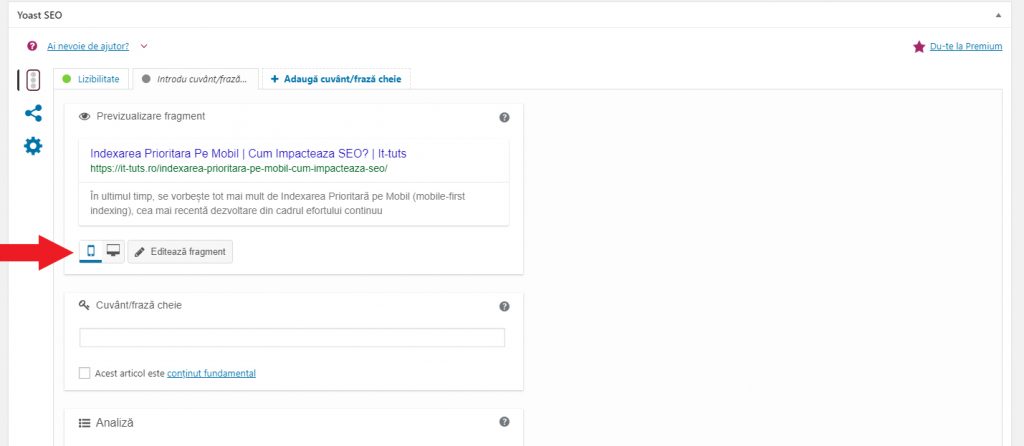 Yoast SEO
Ai nevoie de ajutor?
Du-te la Premium
Lizibilitate
Introdu cuvânt/frază...
+ Adaugă cuvânt/frază cheie
Previzualizare fragment
Indexarea Prioritara Pe Mobil | Cum Impacteaza SEO? | It-tuts
https://it-tuts.ro/indexarea-prioritara-pe-mobil-cum-impacteaza-seo/
În ultimul timp, se vorbește tot mai mult de Indexarea Prioritară pe Mobil (mobile-first
indexing), cea mai recentă dezvoltare din cadrul efortului continuu
Editează fragment
Cuvânt/frază cheie
Acest articol este conținut fundamental
Analiză